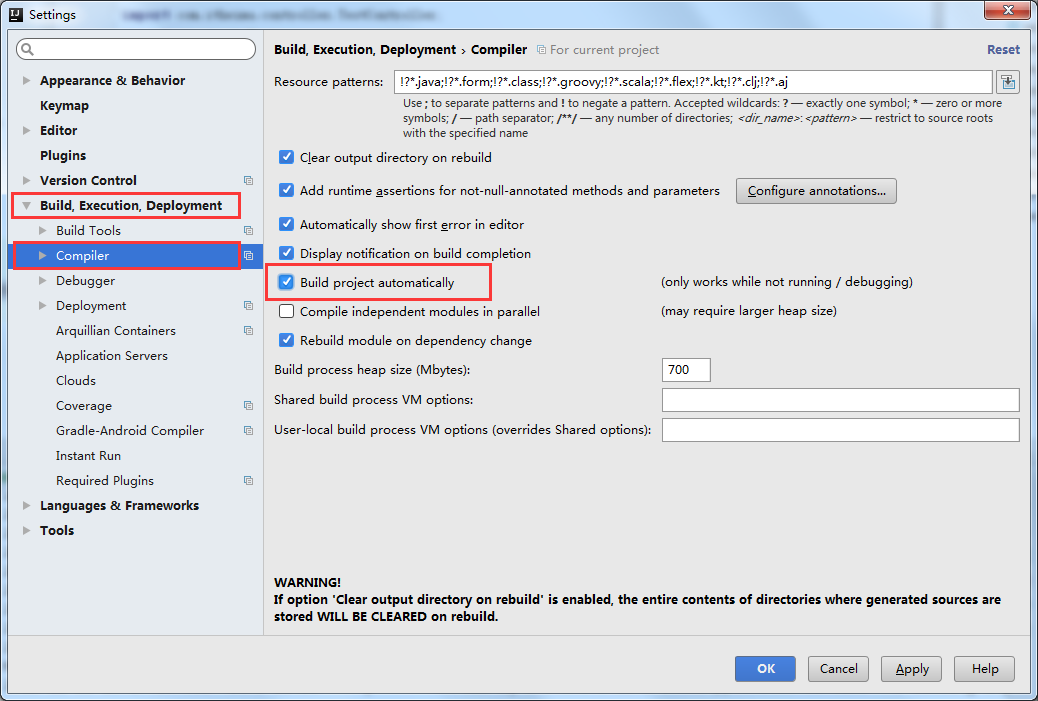 Settings
Build, Execution, Deployment › Compiler For current project Reset
Appearance & Behavior
Keymap
Editor
Plugins
Version Control
Build, Execution, Deployment
Build Tools
Compiler
Debugger
Deployment
Arquillian Containers
Application Servers
Clouds
Coverage
Gradle-Android Compiler
Instant Run
Required Plugins
Languages & Frameworks
Tools
Resource patterns: !?*.java;!?*.form;!?*.class;!?*.groovy;!?*.scala;!?*.flex;!?*.kt;!?*.clj;!?*.aj
Use ; to separate patterns and ! to negate a pattern. Accepted wildcards: ? — exactly one symbol; * — zero or more
symbols; / — path separator; /**/ — any number of directories; <dir_name>:<pattern> — restrict to source roots
with the specified name
Clear output directory on rebuild
Add runtime assertions for not-null-annotated methods and parameters Configure annotations...
Automatically show first error in editor
Display notification on build completion
Build project automatically (only works while not running / debugging)
Compile independent modules in parallel (may require larger heap size)
Rebuild module on dependency change
Build process heap size (Mbytes): 700
Shared build process VM options:
User-local build process VM options (overrides Shared options):
WARNING!
If option 'Clear output directory on rebuild' is enabled, the entire contents of directories where generated sources are
stored WILL BE CLEARED on rebuild.
OK Cancel Apply Help